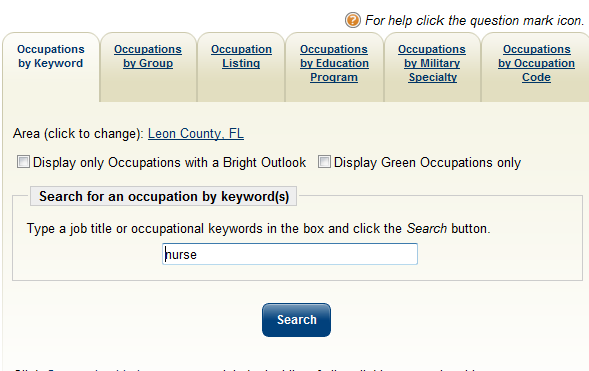 For help click the question mark icon.
Occupations
by Keyword
Occupations
by Group
Occupation
Listing
Occupations
by Education
Program
Occupations
by Military
Specialty
Occupations
by Occupation
Code
Area (click to change): Leon County, FL
Display only Occupations with a Bright Outlook Display Green Occupations only
Search for an occupation by keyword(s)
Type a job title or occupational keywords in the box and click the Search button.
nurse
Search